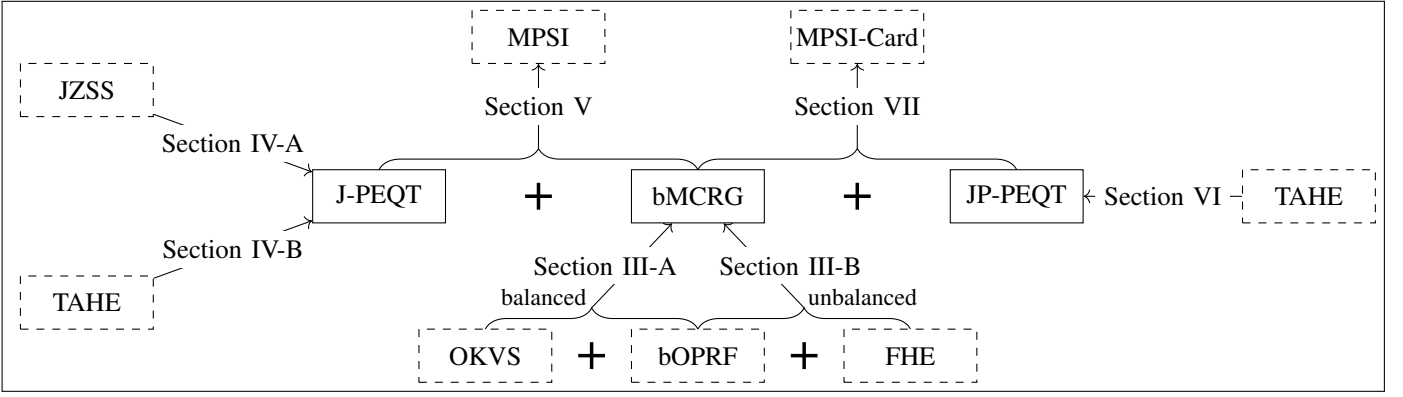 MPSI
MPSI-Card
JZSS
Section V
Section VII
Section IV-A
J-PEQT
+
bMCRG
+
JP-PEQT
Section VI
TAHE
Section IV-B
Section III-A
Section III-B
TAHE
balanced
unbalanced
OKVS
+
bOPRF
+
FHE